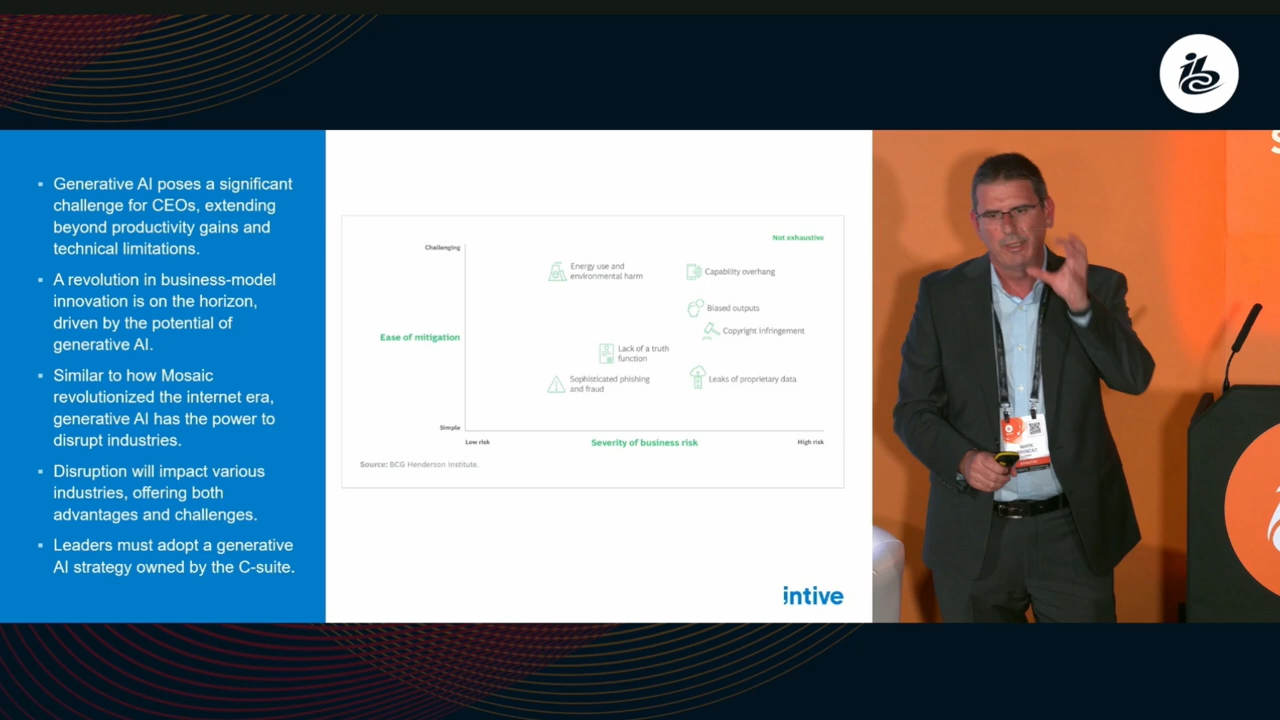 Generative AI poses a significant
challenge for CEOs, extending
beyond productivity gains and
technical limitations.
A revolution in business-model
innovation is on the horizon,
driven by the potential of
generative AI.
Similar to how Mosaic
revolutionized the internet era,
generative AI has the power to
disrupt industries.
Disruption will impact various
industries, offering both
advantages and challenges.
Leaders must adopt a generative
AI strategy owned by the C-suite.
Not exhaustive
Challenging
Energy use and
environmental harm
Capability overhang
Biased outputs
Copyright infringement
Ease of mitigation
Lack of a truth
function
Sophisticated phishing
and fraud
Leaks of proprietary data
Simple
Low risk
Severity of business risk
High risk
Source: BCG Henderson Institute.
intive
ibc
MARK